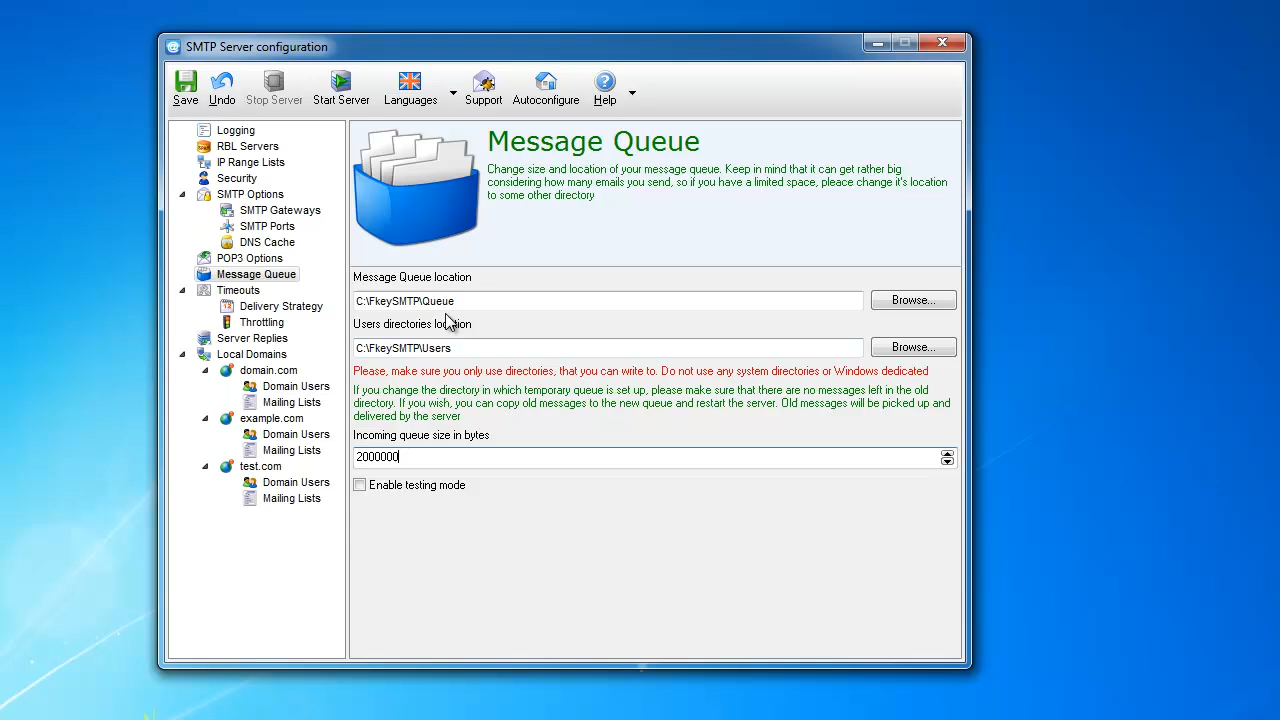 SMTP Server configuration
Save Undo Stop Server Start Server Languages Support Autoconfigure Help
Logging
RBL Servers
IP Range Lists
Security
SMTP Options
SMTP Gateways
SMTP Ports
DNS Cache
POP3 Options
Message Queue
Timeouts
Delivery Strategy
Throttling
Server Replies
Local Domains
domain.com
Domain Users
Mailing Lists
example.com
Domain Users
Mailing Lists
test.com
Domain Users
Mailing Lists
Message Queue
Change size and location of your message queue. Keep in mind that it can get rather big
considering how many emails you send, so if you have a limited space, pleace change it's location
to some other directory
Message Queue location
C:\FkeySMTP\Queue Browse...
Users directories location
C:\FkeySMTP\Users Browse...
Please, make sure you only use directories, that you can write to. Do not use any system directories or Windows dedicated
If you change the directory in which temporary queue is set up, please make sure that there are no messages left in the old
directory. If you wish, you can copy old messages to the new queue and restart the server. Old messages will be picked up and
delivered by the server
Incoming queue size in bytes
2000000
Enable testing mode